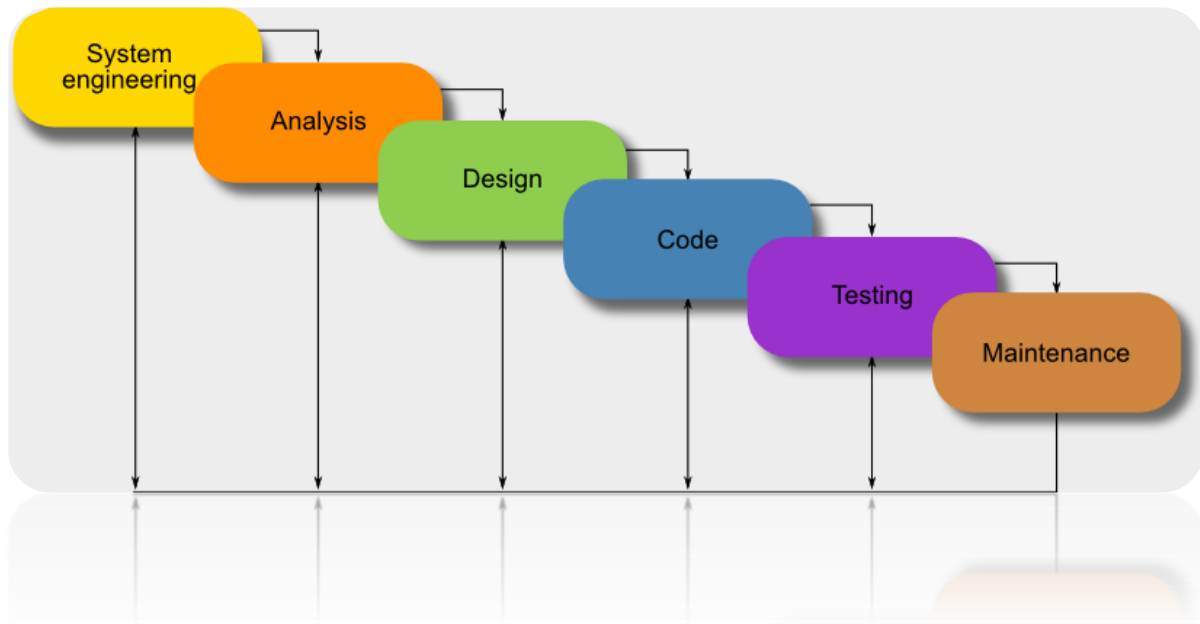 System
engineering
Analysis
Design
Code
Testing
Maintenance